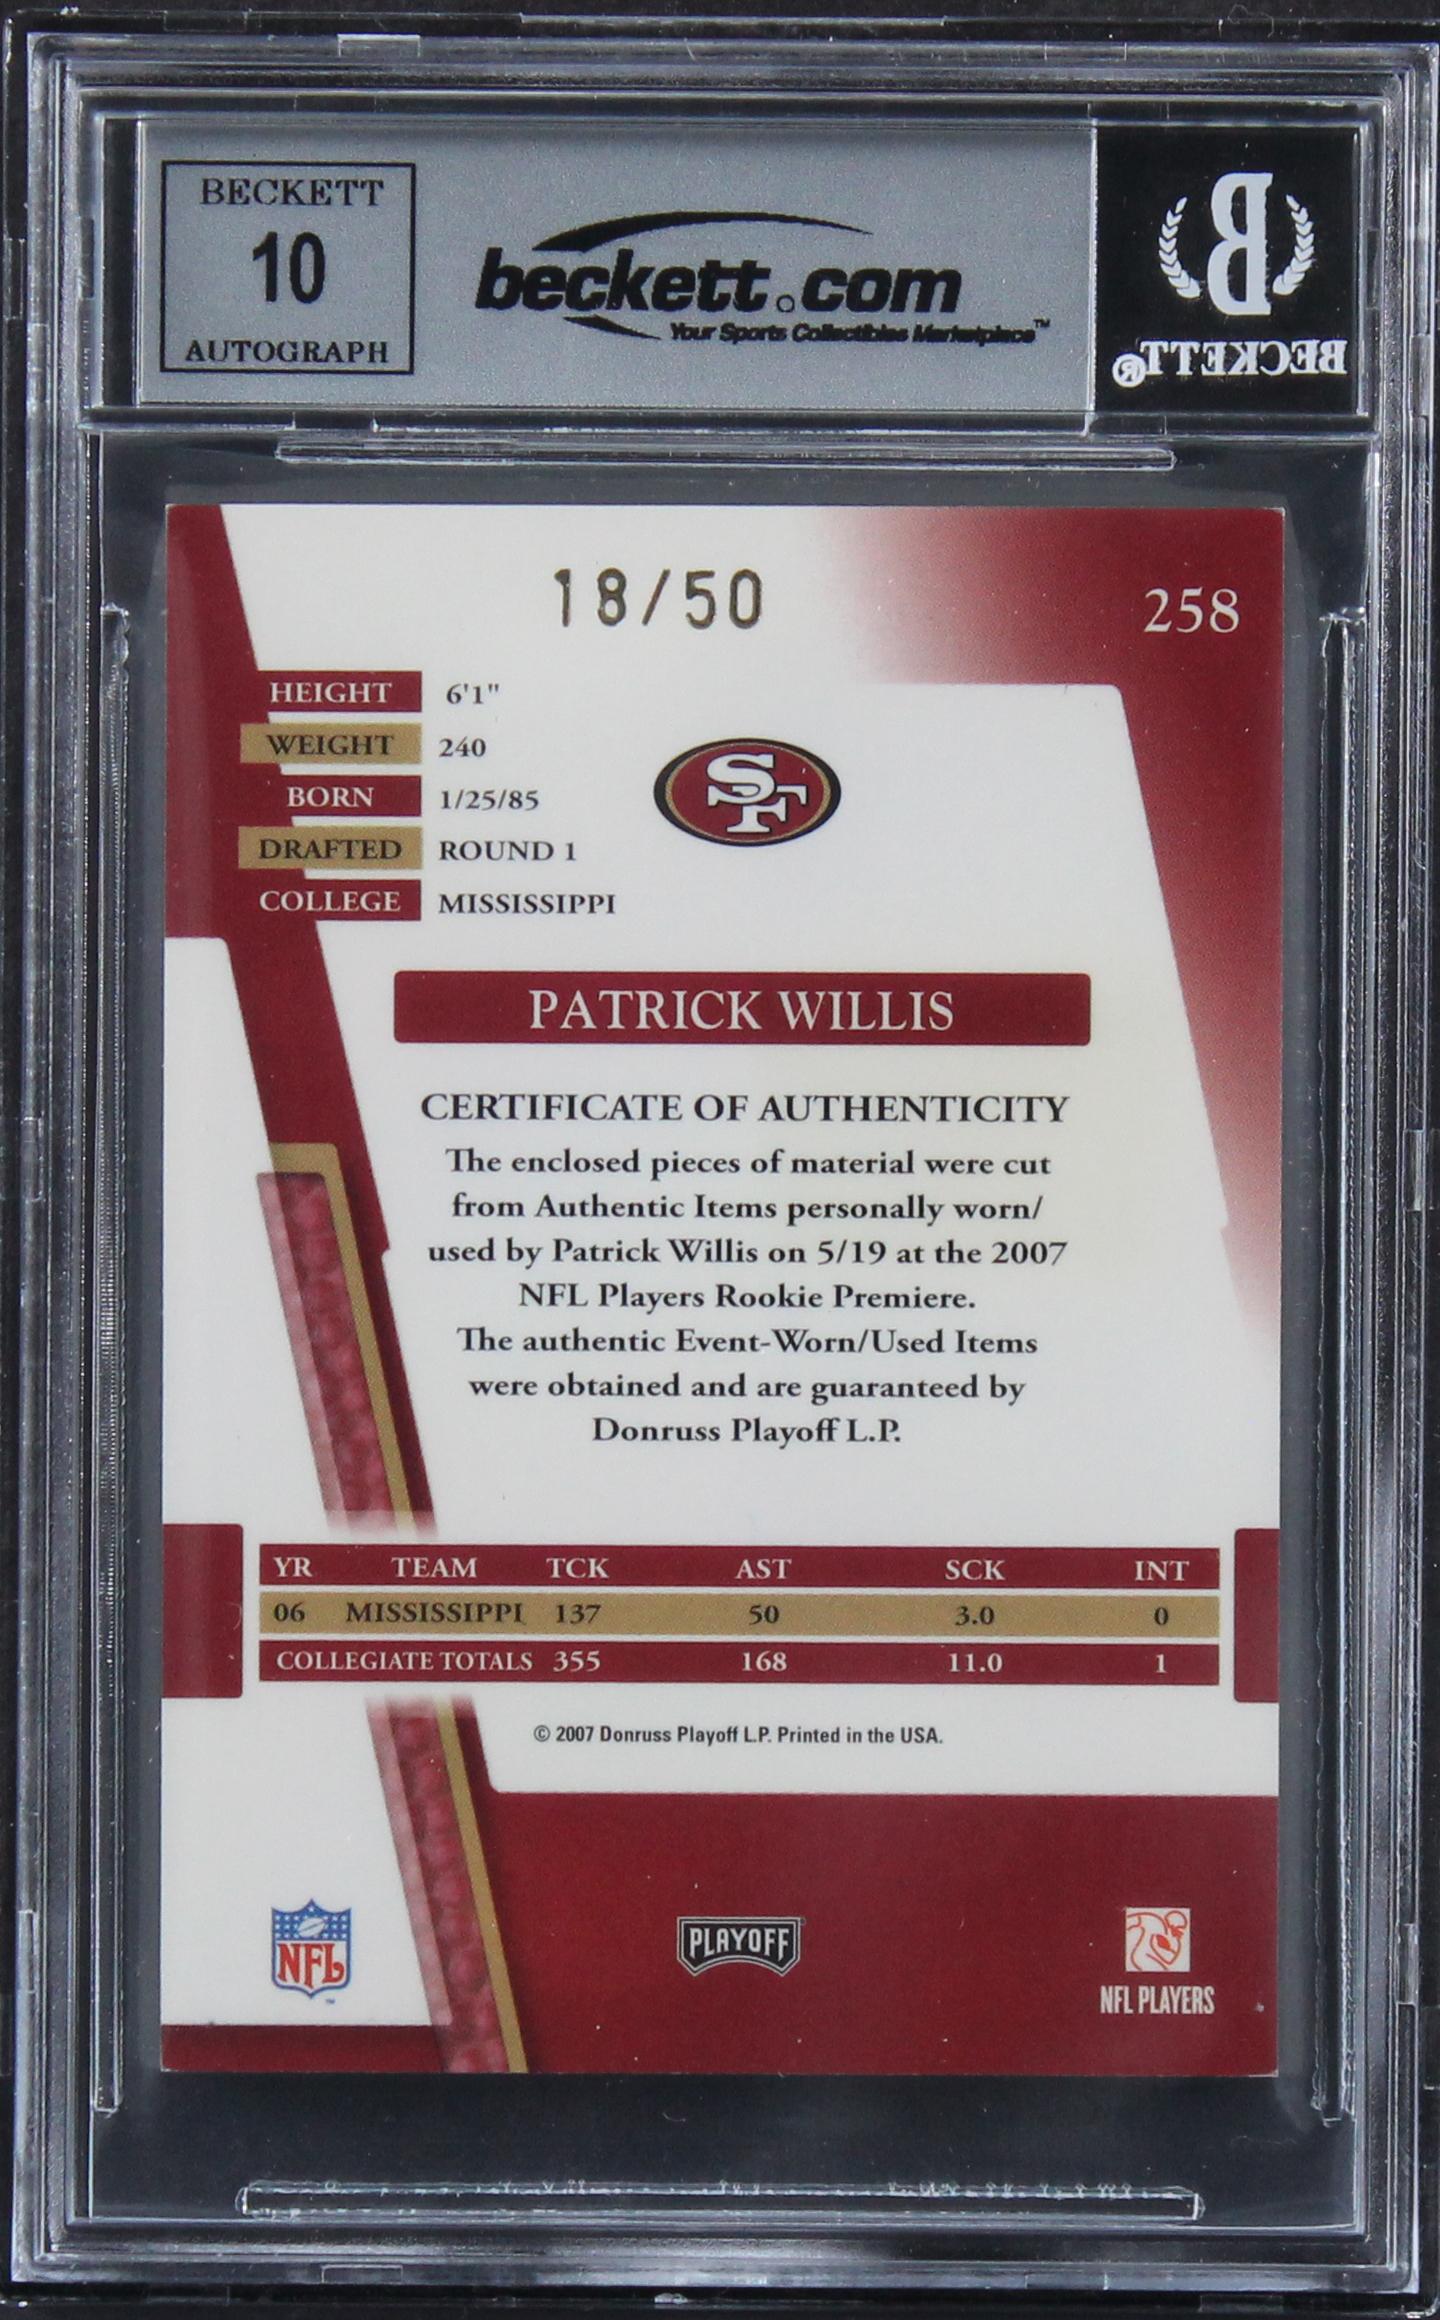 BECKETT
10
AUTOGRAPH
beckett.com
Your Sports Collectibles Marketplace™
B
BECKETT®
18/50
258
HEIGHT 6'1"
WEIGHT 240
BORN 1/25/85
DRAFTED ROUND 1
COLLEGE MISSISSIPPI
SF
PATRICK WILLIS
CERTIFICATE OF AUTHENTICITY
The enclosed pieces of material were cut
from Authentic Items personally worn/
used by Patrick Willis on 5/19 at the 2007
NFL Players Rookie Premiere.
The authentic Event-Worn/Used Items
were obtained and are guaranteed by
Donruss Playoff L.P.
YR TEAM TCK AST SCK INT
06 MISSISSIPPI 137 50 3.0 0
COLLEGIATE TOTALS 355 168 11.0 1
© 2007 Donruss Playoff L.P. Printed in the USA.
NFL
PLAYOFF
NFL PLAYERS